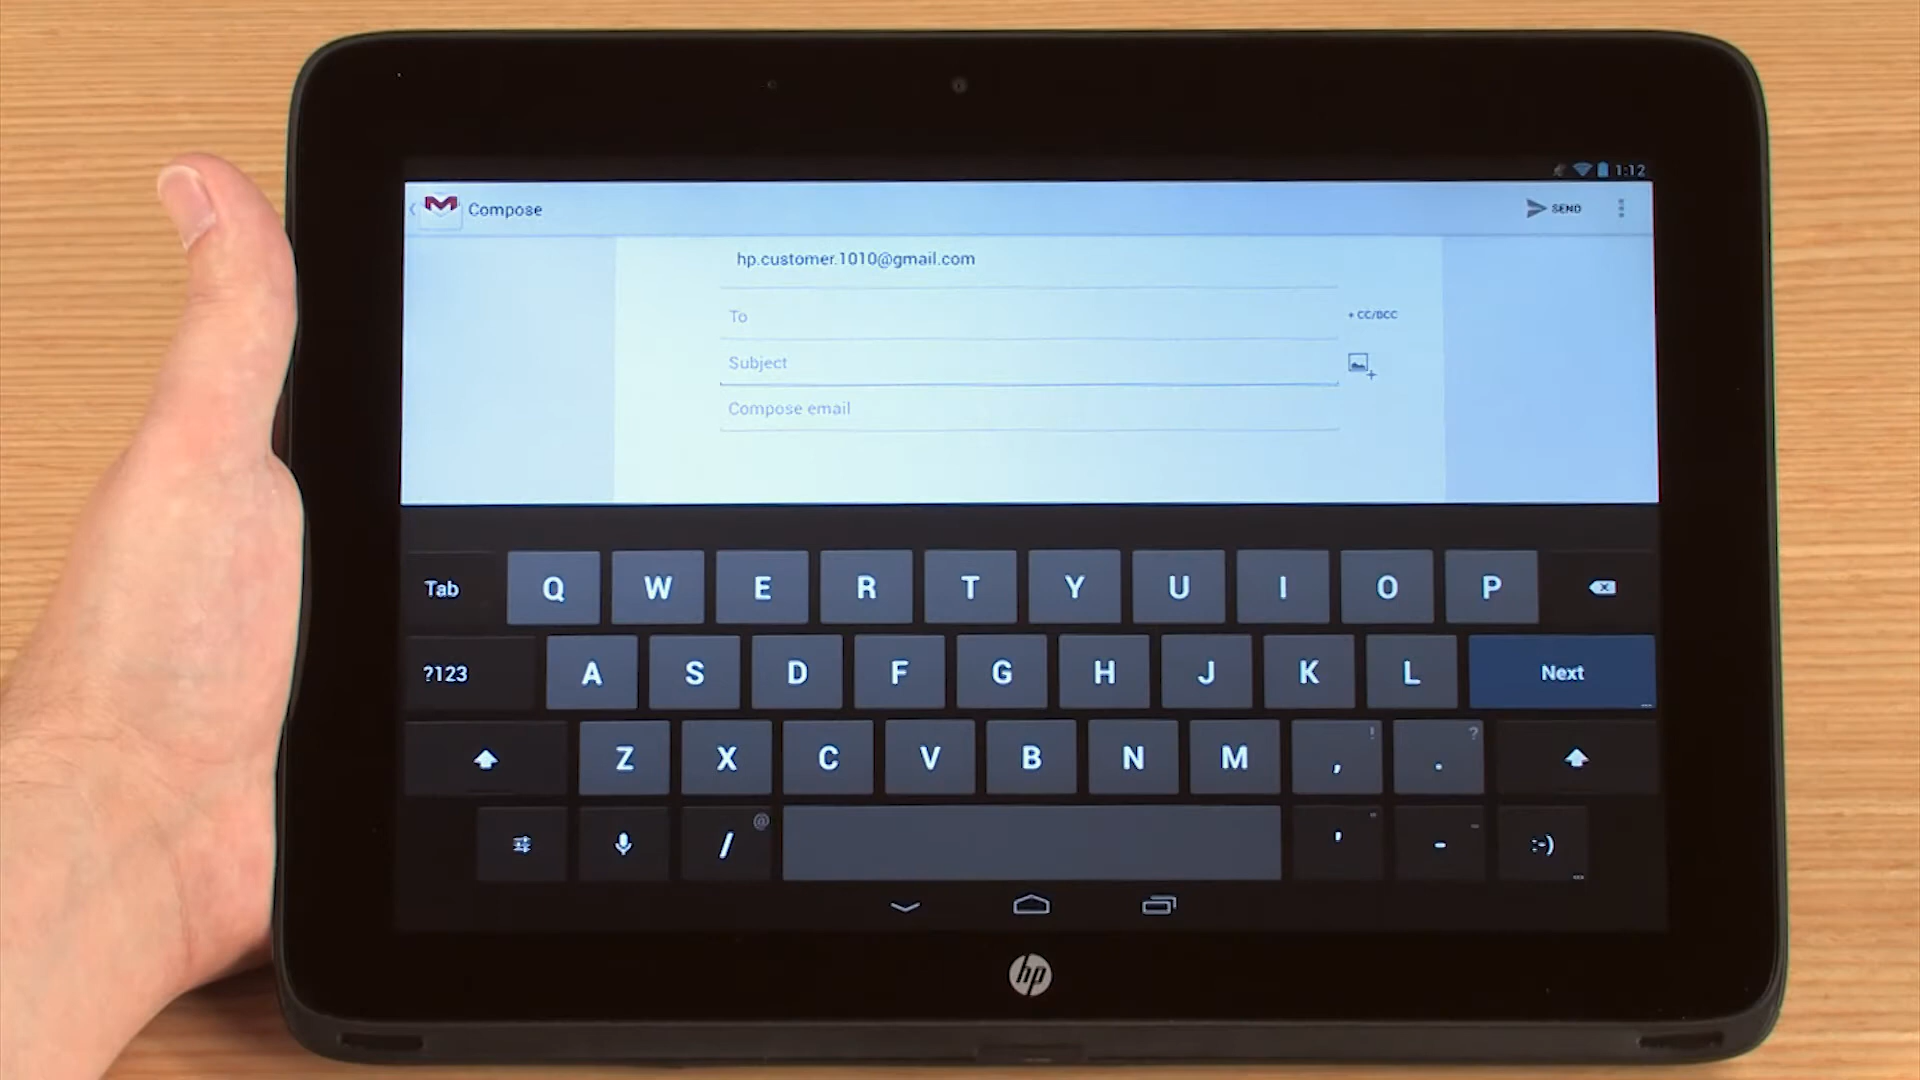 1:12
Compose
SEND
hp.customer.1010@gmail.com
To
+ CC/BCC
Subject
Compose email
Tab Q W E R T Y U I O P
?123 A S D F G H J K L Next
Z X C V B N M , ! . ?
/ @ ' " - _ :-)
hp